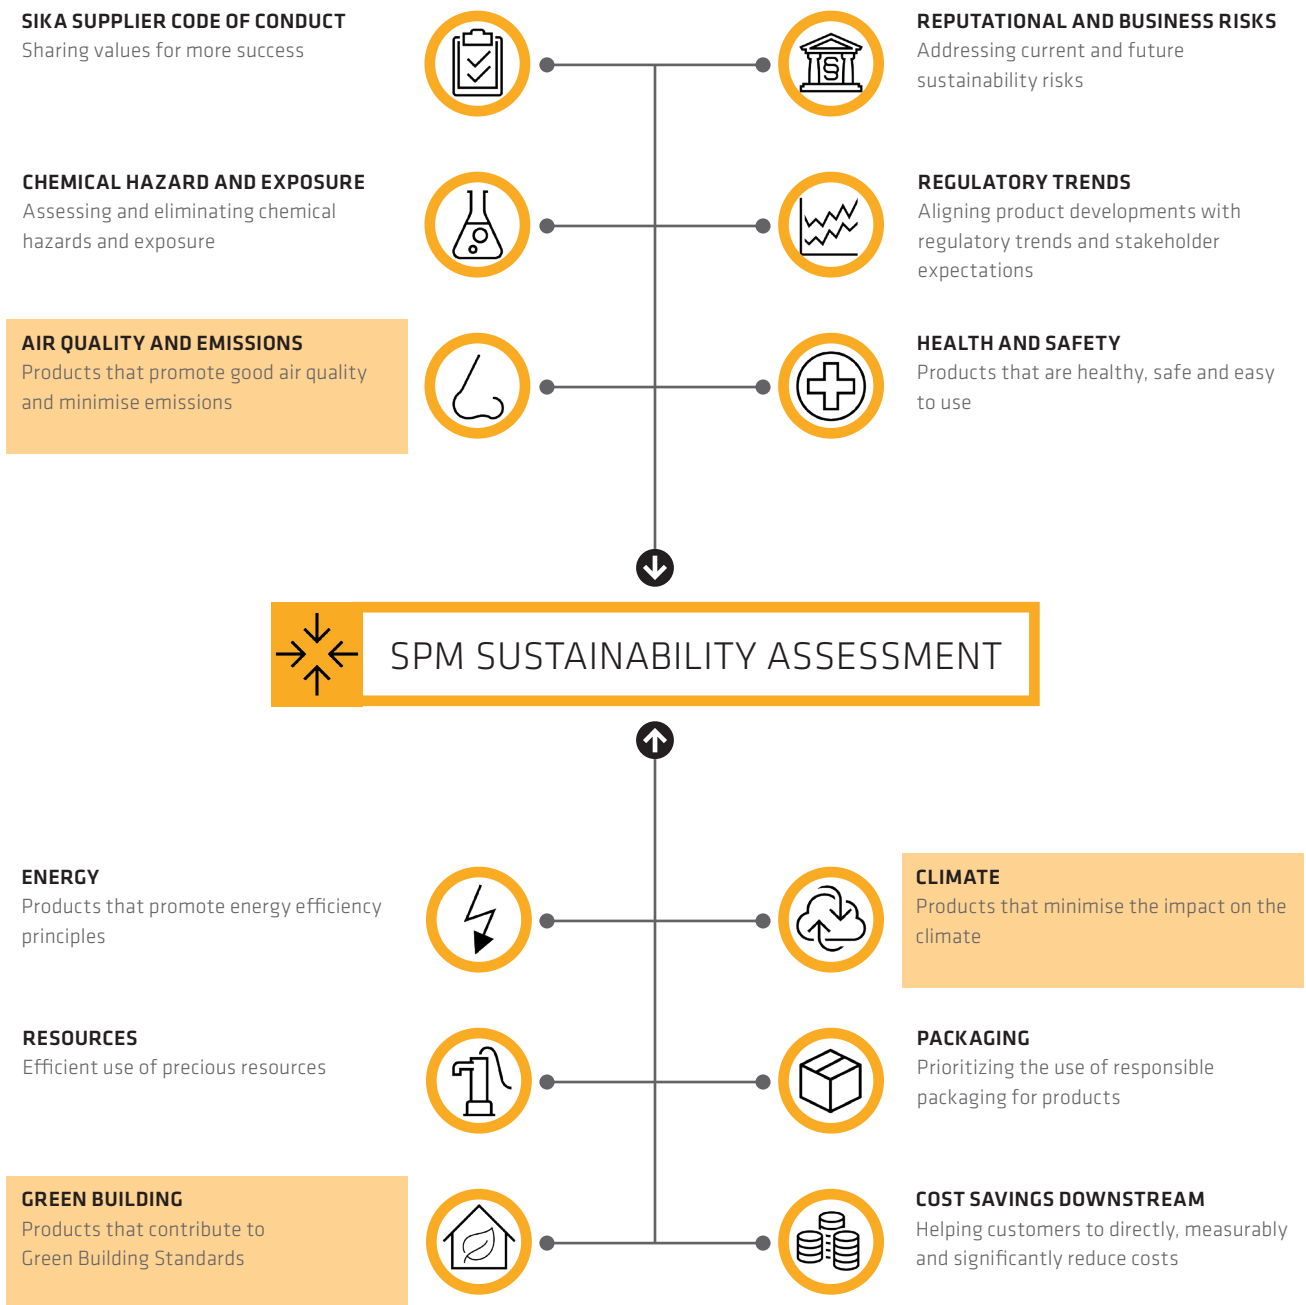 SIKA SUPPLIER CODE OF CONDUCT
Sharing values for more success
REPUTATIONAL AND BUSINESS RISKS
Addressing current and future
sustainability risks
CHEMICAL HAZARD AND EXPOSURE
Assessing and eliminating chemical
hazards and exposure
REGULATORY TRENDS
Aligning product developments with
regulatory trends and stakeholder
expectations
AIR QUALITY AND EMISSIONS
Products that promote good air quality
and minimise emissions
HEALTH AND SAFETY
Products that are healthy, safe and easy
to use
SPM SUSTAINABILITY ASSESSMENT
ENERGY
Products that promote energy efficiency
principles
CLIMATE
Products that minimise the impact on the
climate
RESOURCES
Efficient use of precious resources
PACKAGING
Prioritizing the use of responsible
packaging for products
GREEN BUILDING
Products that contribute to
Green Building Standards
COST SAVINGS DOWNSTREAM
Helping customers to directly, measurably
and significantly reduce costs